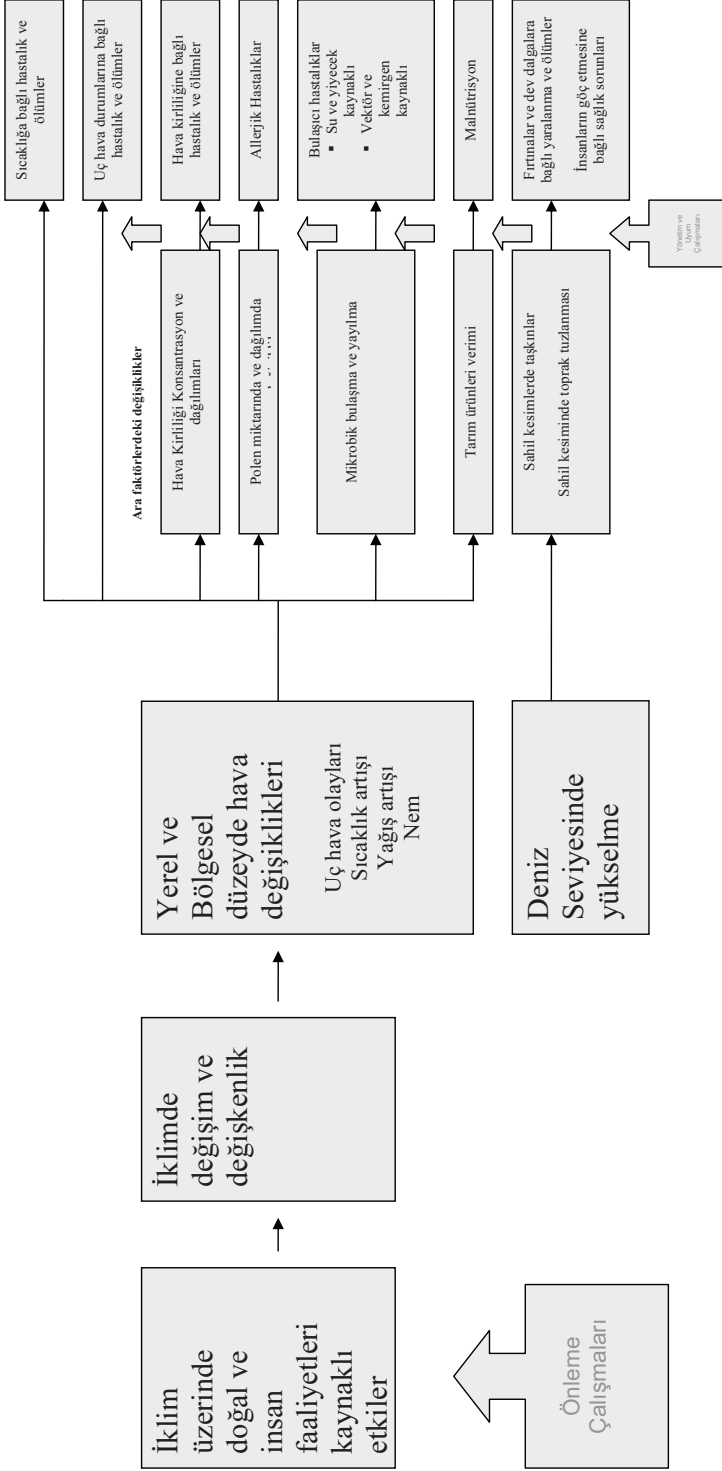 İklim
üzerinde
doğal ve
insan
faaliyetleri
kaynaklı
etkiler
Önleme
Çalışmaları
İklimde
değişim ve
değişkenlik
Yerel ve
Bölgesel
düzeyde hava
değişiklikleri
Uç hava olayları
Sıcaklık artışı
Yağış artışı
Nem
Deniz
Seviyesinde
yükselme
Ara faktörlerdeki değişiklikler
Hava Kirliliği Konsantrasyon ve
dağılımları
Polen miktarında ve dağılımda
Mikrobik bulaşma ve yayılma
Tarım ürünleri verimi
Sahil kesimlerde taşkınlar
Sahil kesiminde toprak tuzlanması
Sıcaklığa bağlı hastalık ve
ölümler
Uç hava durumlarına bağlı
hastalık ve ölümler
Hava kirliliğine bağlı
hastalık ve ölümler
Allerjik Hastalıklar
Bulaşıcı hastalıklar
▪ Su ve yiyecek
kaynaklı
▪ Vektör ve
kemirgen
kaynaklı
Malnütrisyon
Fırtınalar ve dev dalgalara
bağlı yaralanma ve ölümler
İnsanların göç etmesine
bağlı sağlık sorunları
Yönetim ve
Uyum
Çalışmaları